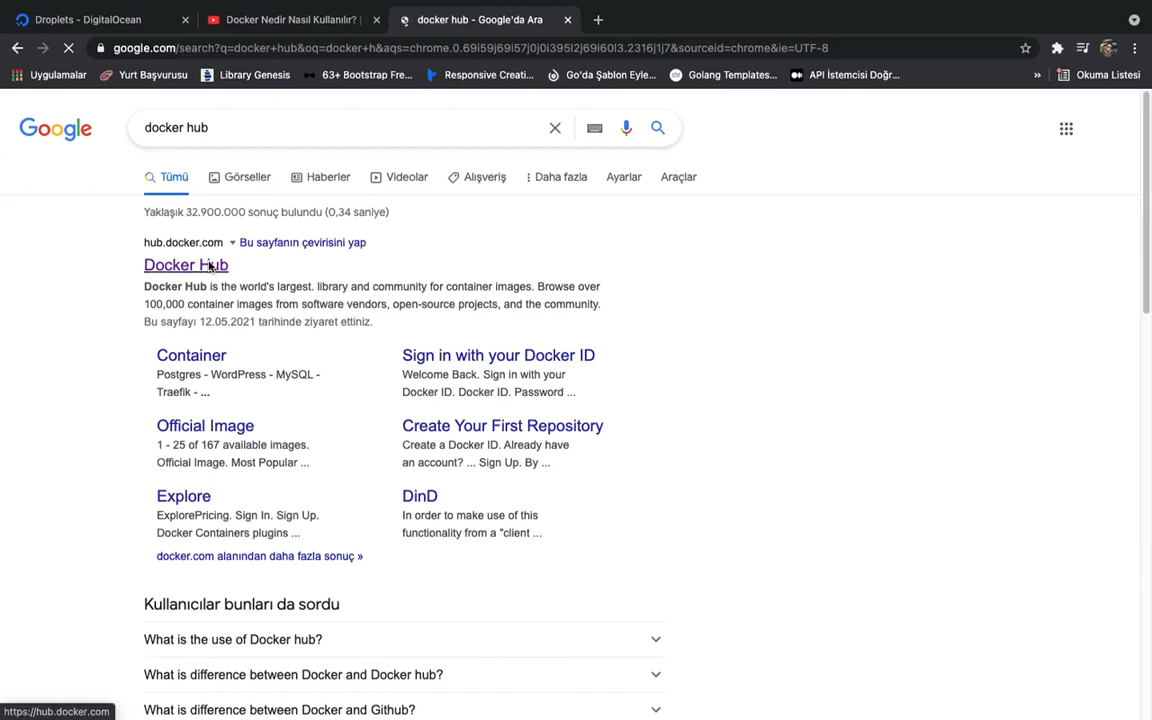 Droplets - DigitalOcean
Docker Nedir Nasıl Kullanılır? |
docker hub - Google'da Ara
google.com/search?q=docker+hub&oq=docker+h&aqs=chrome.0.69i59j69i57j0j0i395l2j69i60l3.2316j1j7&sourceid=chrome&ie=UTF-8
Uygulamalar
Yurt Başvurusu
Library Genesis
63+ Bootstrap Fre...
Responsive Creati...
Go'da Şablon Eyle...
Golang Templates...
API İstemcisi Doğr...
»
Okuma Listesi
Google
docker hub
Tümü
Görseller
Haberler
Videolar
Alışveriş
Daha fazla
Ayarlar
Araçlar
Yaklaşık 32.900.000 sonuç bulundu (0,34 saniye)
hub.docker.com Bu sayfanın çevirisini yap
Docker Hub
Docker Hub is the world's largest. library and community for container images. Browse over
100,000 container images from software vendors, open-source projects, and the community.
Bu sayfayı 12.05.2021 tarihinde ziyaret ettiniz.
Container
Postgres - WordPress - MySQL -
Traefik - ...
Sign in with your Docker ID
Welcome Back. Sign in with your
Docker ID. Docker ID. Password ...
Official Image
1 - 25 of 167 available images.
Official Image. Most Popular ...
Create Your First Repository
Create a Docker ID. Already have
an account? ... Sign Up. By ...
Explore
ExplorePricing. Sign In. Sign Up.
Docker Containers plugins ...
DinD
In order to make use of this
functionality from a "client ...
docker.com alanından daha fazla sonuç »
Kullanıcılar bunları da sordu
What is the use of Docker hub?
What is difference between Docker and Docker hub?
What is difference between Docker and Github?
https://hub.docker.com